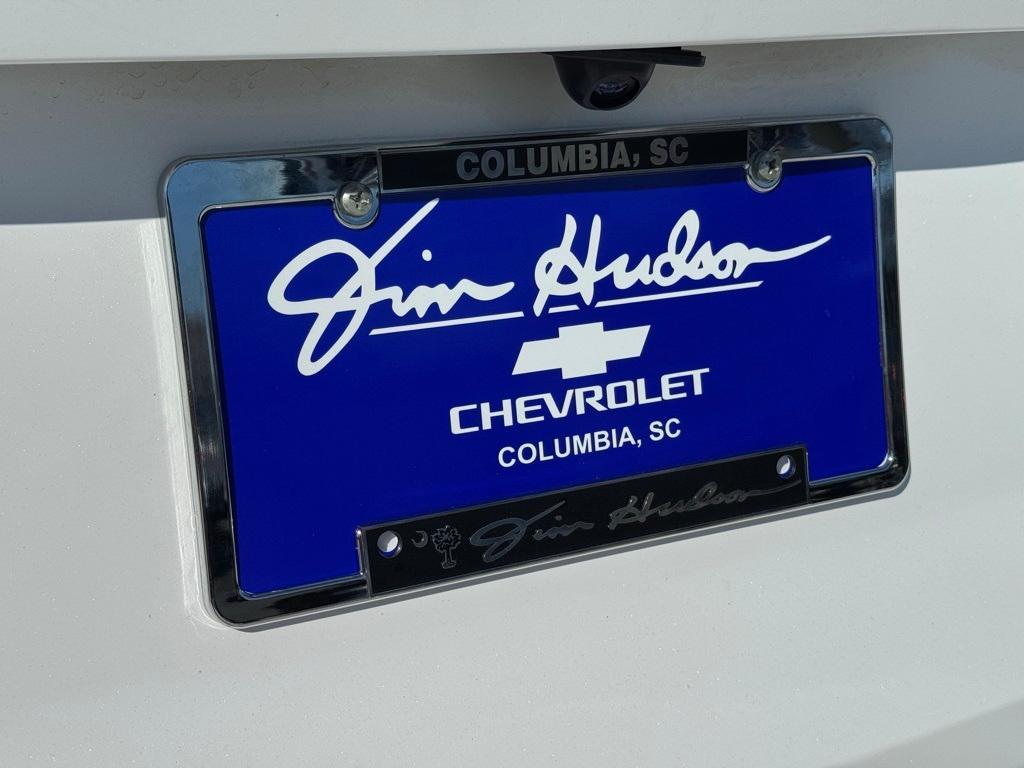 COLUMBIA, SC
Jim Hudson
CHEVROLET
COLUMBIA, SC
Jim Hudson